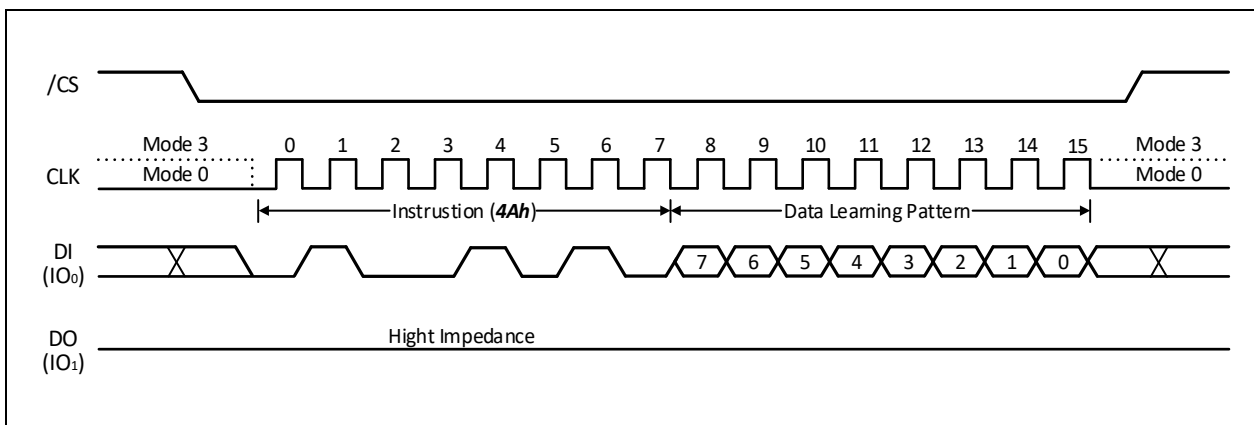 /CS
Mode 3
0 1 2 3 4 5 6 7 8 9 10 11 12 13 14 15
Mode 3
CLK
Mode 0
Mode 0
Instrustion (4Ah)
Data Learning Pattern
DI
(IO0)
7 6 5 4 3 2 1 0
DO
(IO1)
Hight Impedance